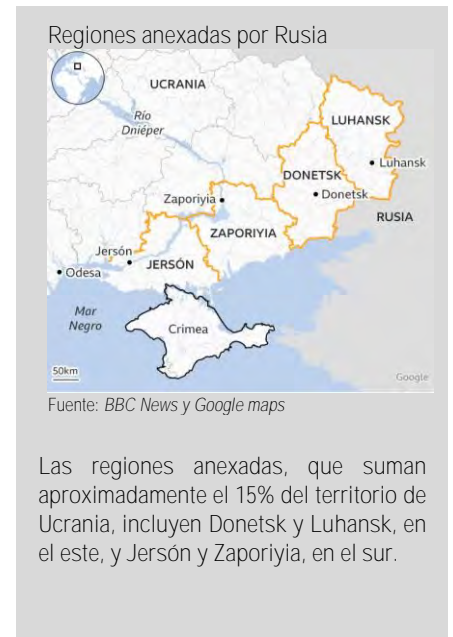 Regiones anexadas por Rusia
UCRANIA
Río
Dniéper
LUHANSK
Luhansk
DONETSK
Donetsk
Zaporiyia
RUSIA
ZAPORIYIA
Jersón
JERSÓN
Odesa
Mar
Negro
Crimea
50km
Google
Fuente: BBC News y Google maps
Las regiones anexadas, que suman
aproximadamente el 15% del territorio de
Ucrania, incluyen Donetsk y Luhansk, en
el este, y Jersón y Zaporiyia, en el sur.